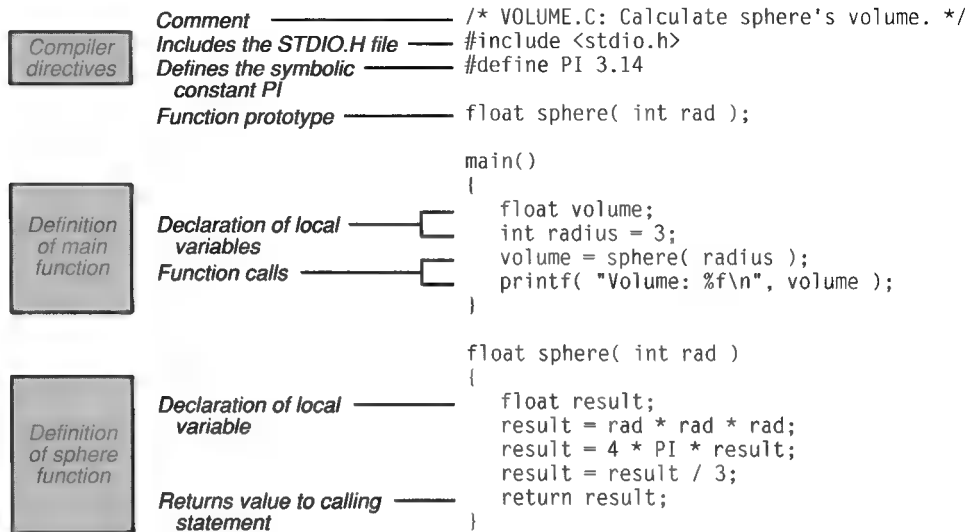 Compiler
directives
Comment
Includes the STDIO.H file
Defines the symbolic
constant PI
Function prototype
/* VOLUME.C: Calculate sphere's volume. */
#include <stdio.h>
#define PI 3.14
float sphere( int rad );
Definition
of main
function
Declaration of local
variables
Function calls
main()
{
float volume;
int radius = 3;
volume = sphere( radius );
printf( "Volume: %f\n", volume );
}
Definition
of sphere
function
Declaration of local
variable
Returns value to calling
statement
float sphere( int rad )
{
float result;
result = rad * rad * rad;
result = 4 * PI * result;
result = result / 3;
return result;
}